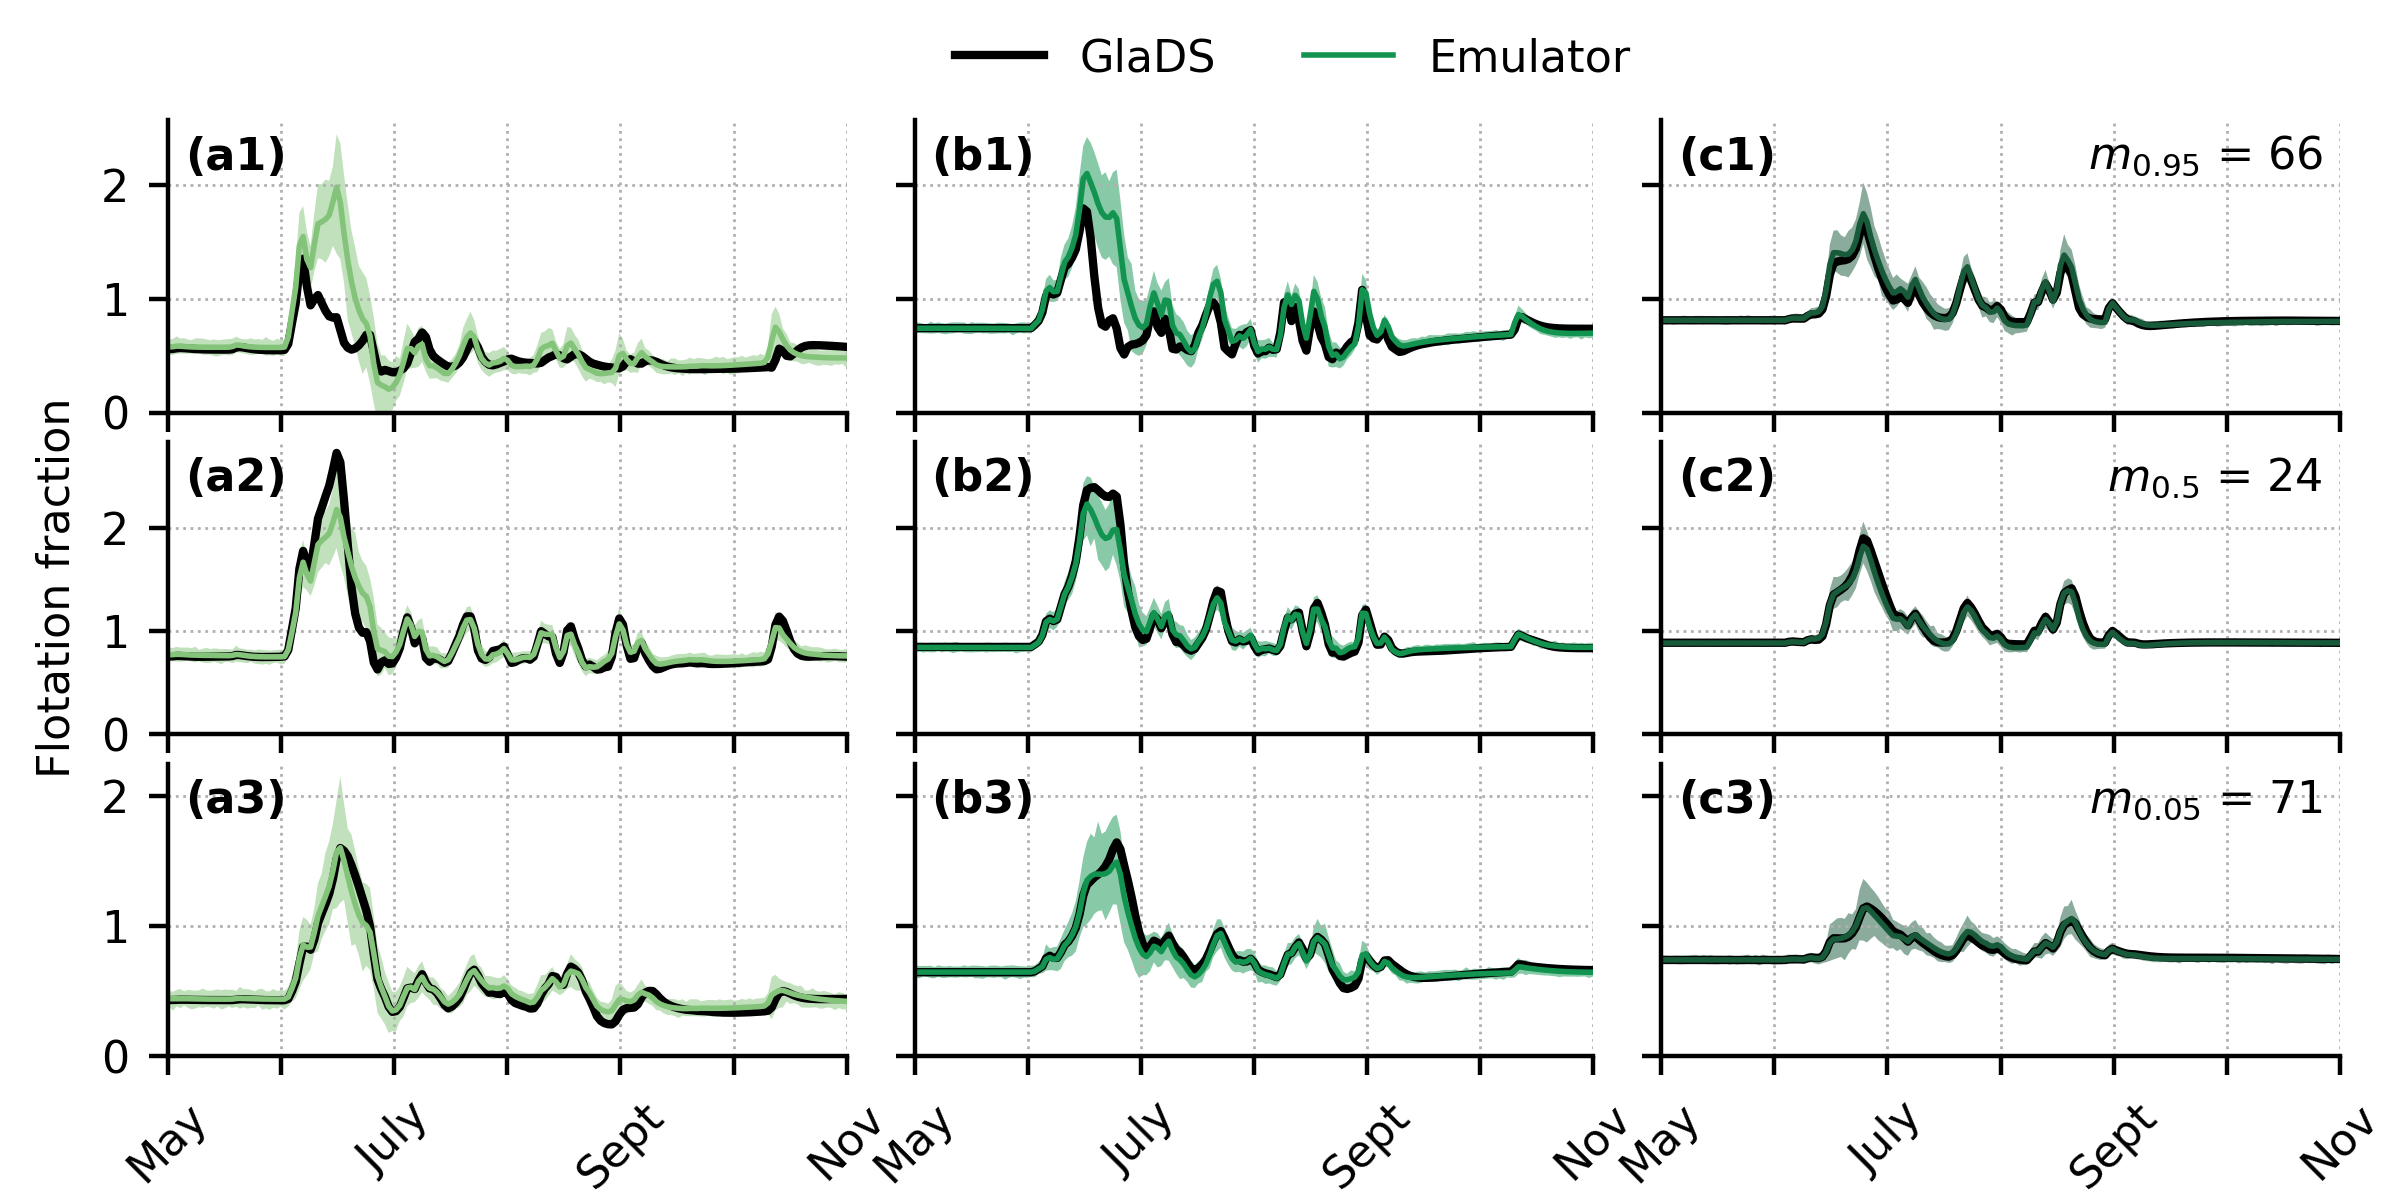 GlaDS Emulator
Flotation fraction
(a1) (b1) (c1) m0.95 = 66
2
1
0
(a2) (b2) (c2) m0.5 = 24
2
1
0
(a3) (b3) (c3) m0.05 = 71
2
1
0
May July Sept Nov May July Sept Nov May July Sept Nov